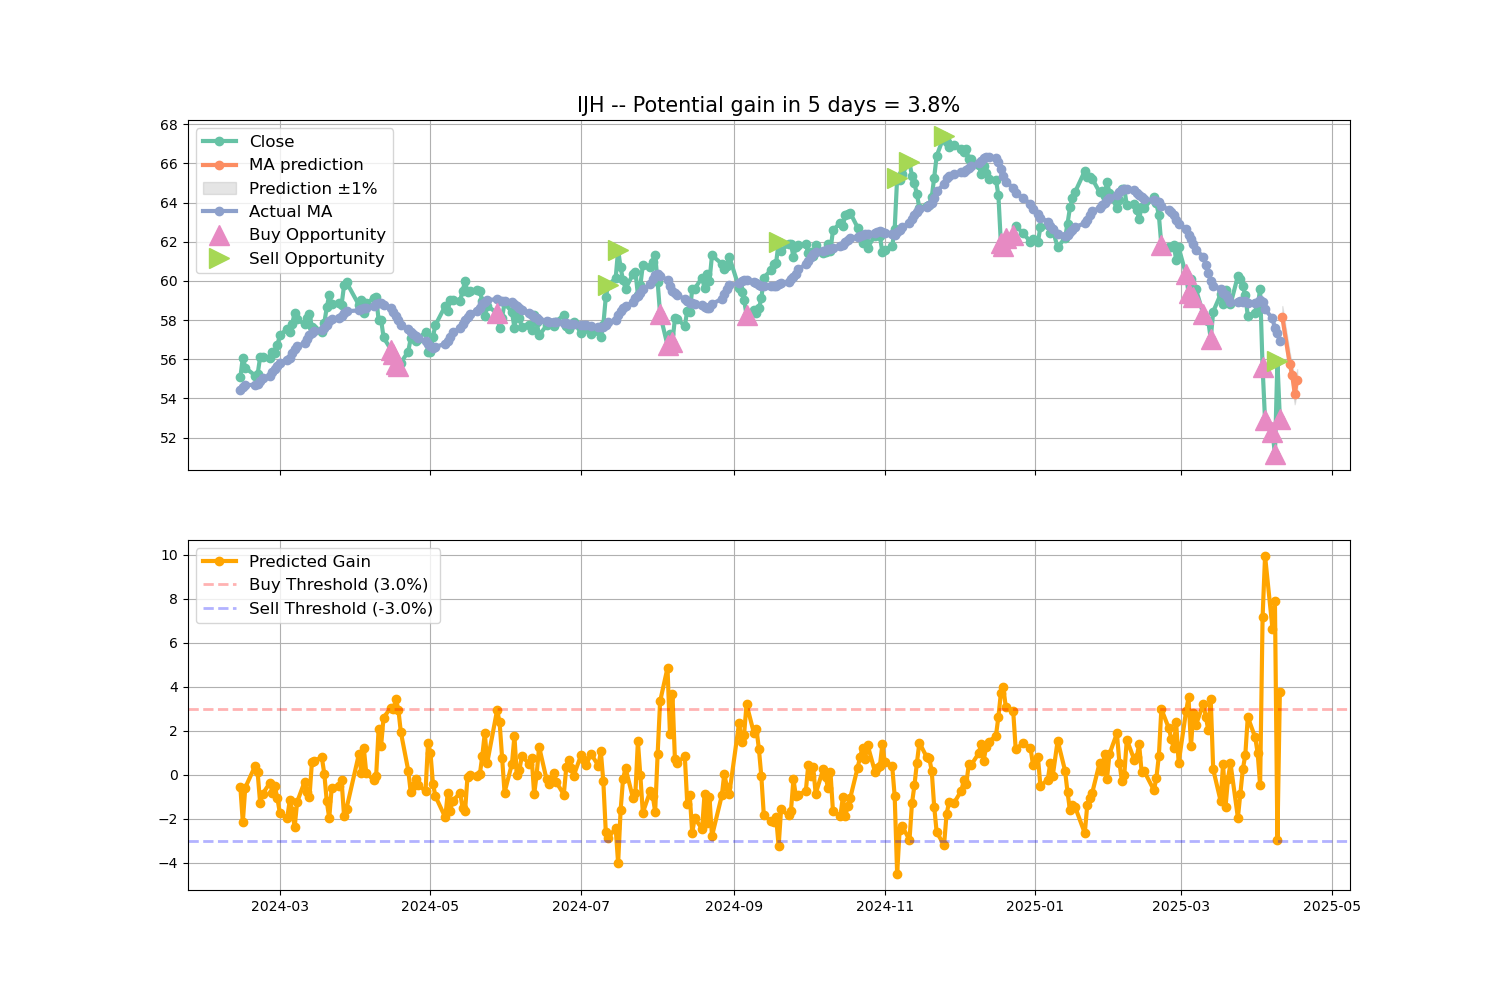 IJH -- Potential gain in 5 days = 3.8%
68
66
64
62
60
58
56
54
52
Close
MA prediction
Prediction ±1%
Actual MA
Buy Opportunity
Sell Opportunity
10
8
6
4
2
0
−2
−4
Predicted Gain
Buy Threshold (3.0%)
Sell Threshold (-3.0%)
2024-03 2024-05 2024-07 2024-09 2024-11 2025-01 2025-03 2025-05